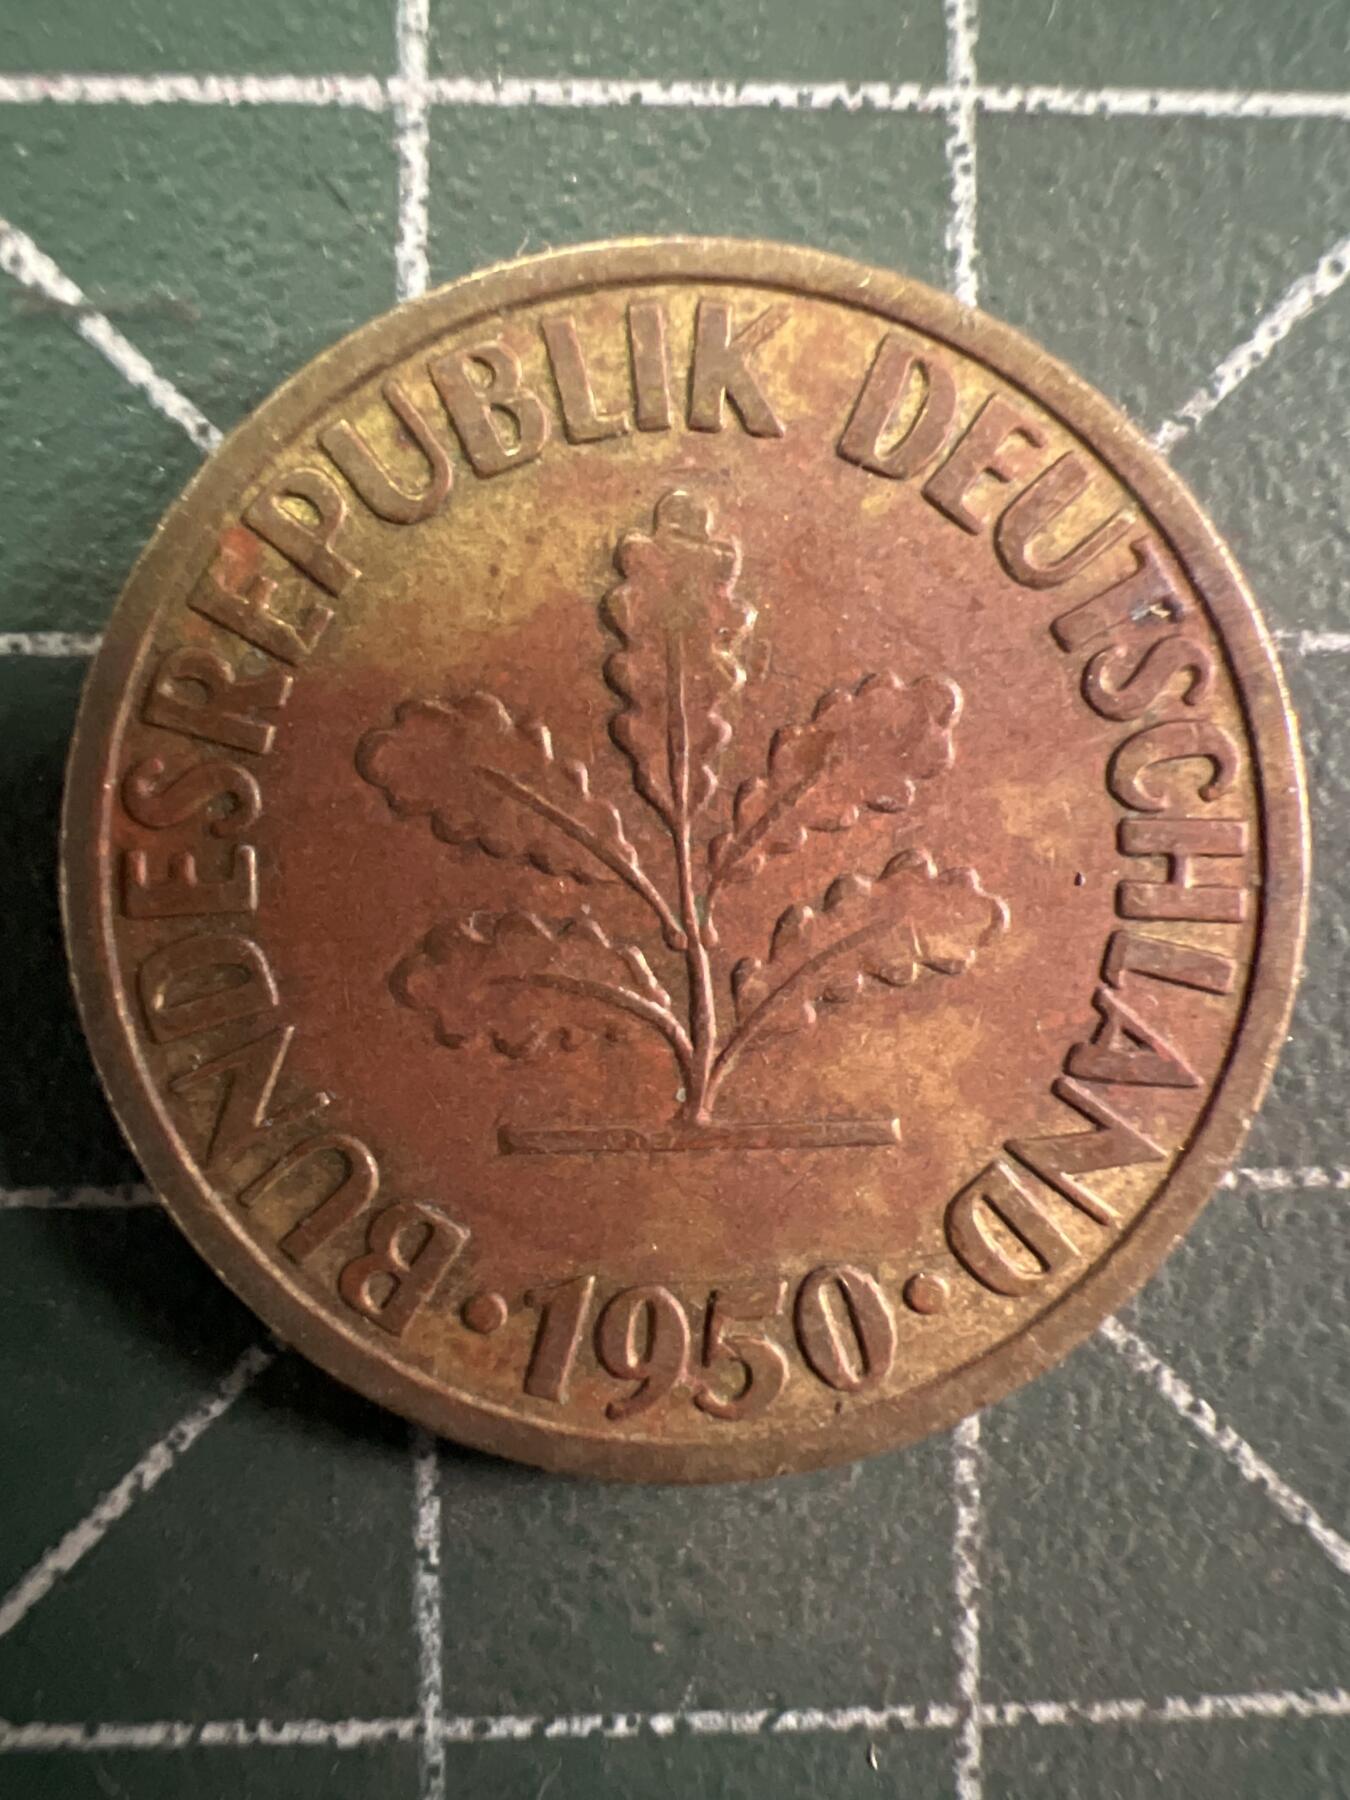 BUNDESREPUBLIK DEUTSCHLAND
· 1950 ·